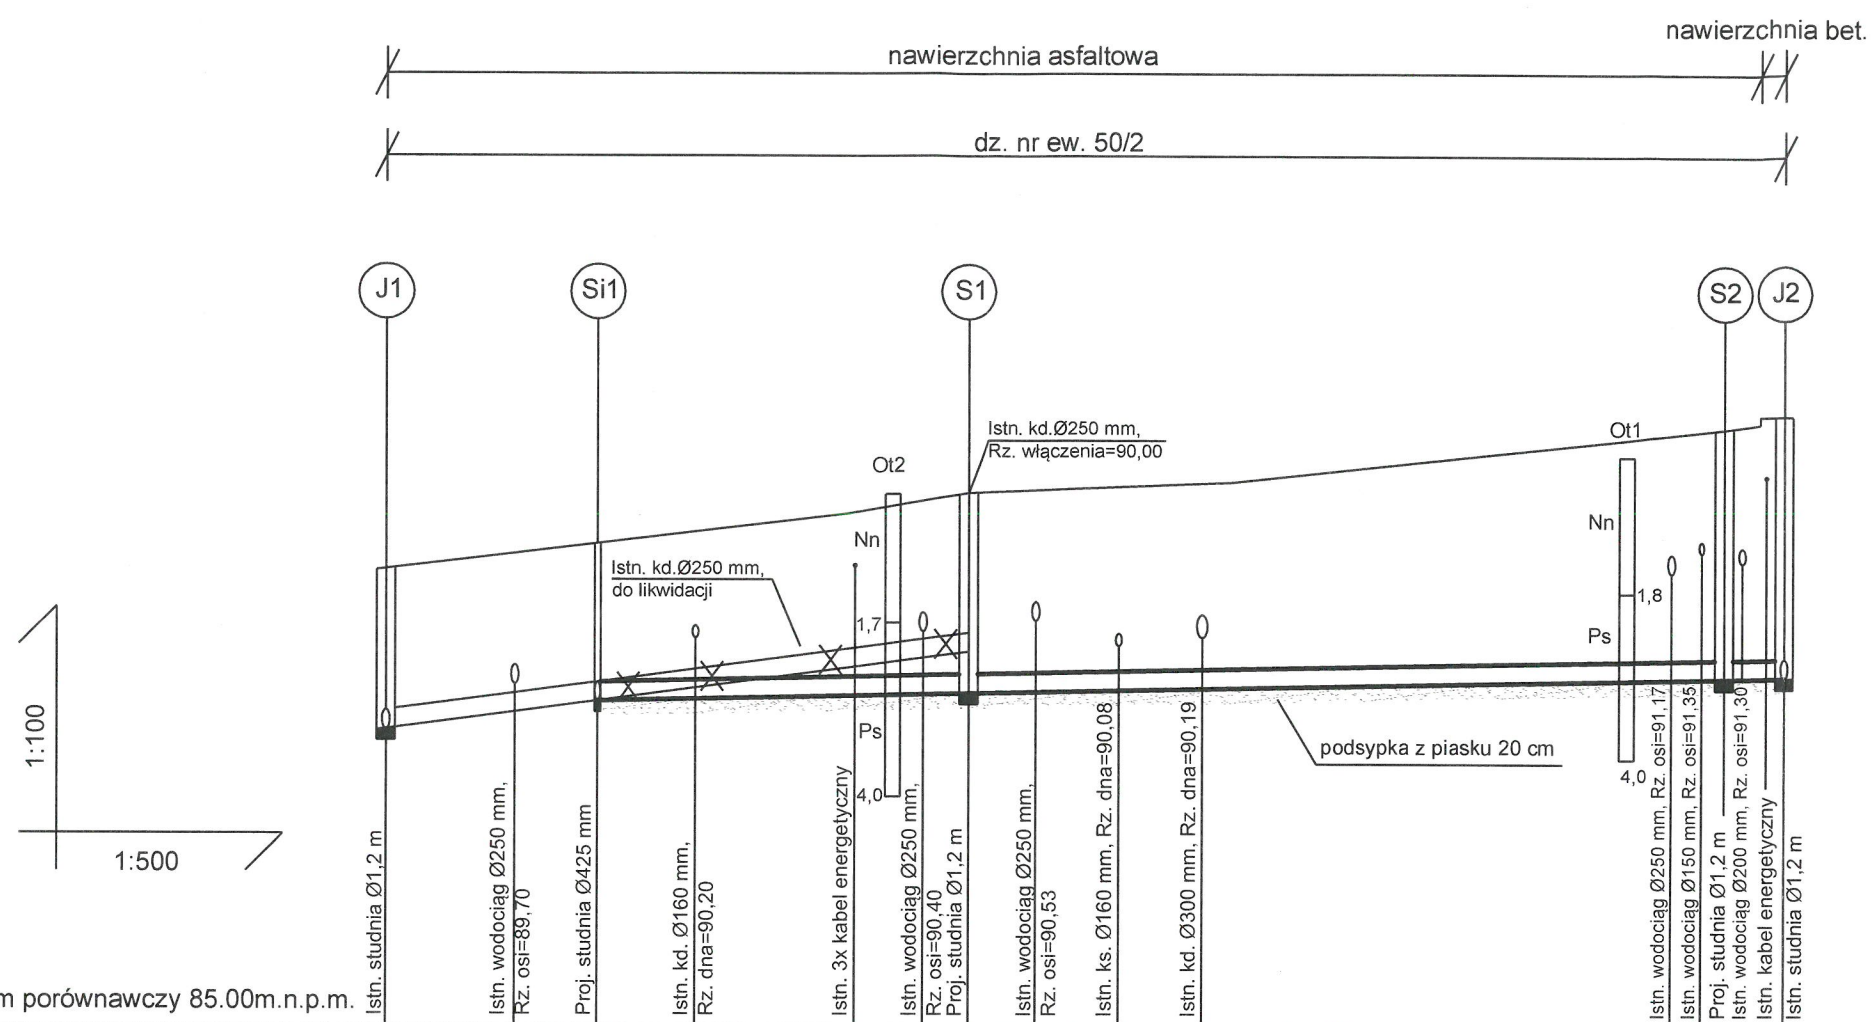 nawierzchnia bet.
nawierzchnia asfaltowa
dz. nr ew. 50/2
J1
Si1
S1
S2
J2
Istn. kd.Ø250 mm,
Rz. włączenia=90,00
Ot1
Ot2
Nn
Nn
Istn. kd.Ø250 mm,
do likwidacji
1,7
1,8
Ps
Ps
podsypka z piasku 20 cm
4,0
4,0
1:100
1:500
Istn. studnia Ø1,2 m
Istn. wodociąg Ø250 mm,
Rz. osi=89,70
Proj. studnia Ø425 mm
Istn. kd. Ø160 mm,
Rz. dna=90,20
Istn. 3x kabel energetyczny
Istn. wodociąg Ø250 mm,
Rz. osi=90,40
Proj. studnia Ø1,2 m
Istn. wodociąg Ø250 mm,
Rz. osi=90,53
Istn. ks. Ø160 mm, Rz. dna=90,08
Istn. kd. Ø300 mm, Rz. dna=90,19
Istn. wodociąg Ø250 mm, Rz. osi=91,17
Istn. wodociąg Ø150 mm, Rz. osi=91,35
Proj. studnia Ø1,2 m
Istn. wodociąg Ø200 mm, Rz. osi=91,30
Istn. kabel energetyczny
Istn. studnia Ø1,2 m
m porównawczy 85.00m.n.p.m.